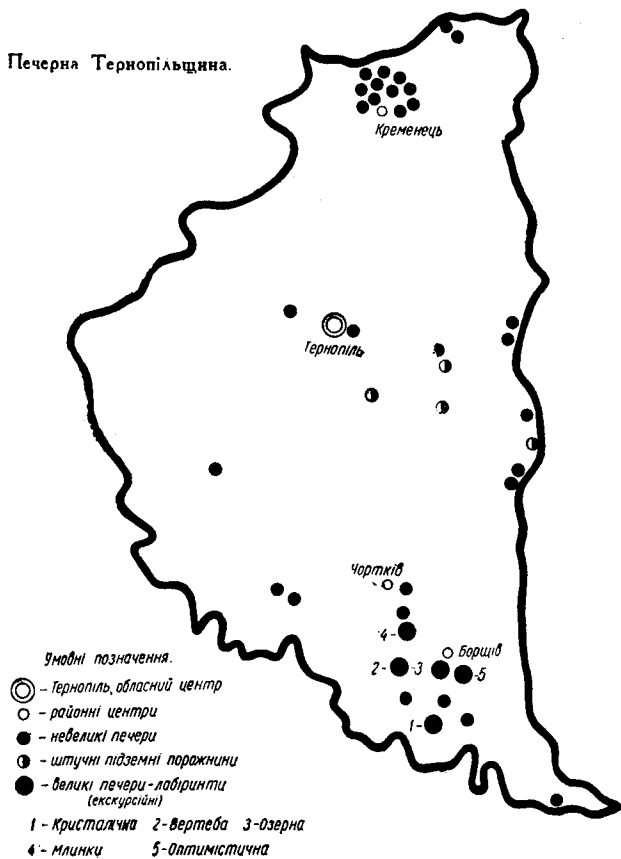 Печерна Тернопільщина.
Кременець
Тернопіль
Чортків
4-
Борщів
2-
3-
-5
1-
Умовні позначення.
- Тернопіль, обласний центр
- районні центри
- невеликі печери
- штучні підземні порожнини
- великі печери-лабіринти
(екскурсійні)
1 - Кристалічна 2-Вертеба 3-Озерна
4 - млинки 5-Оптимістична